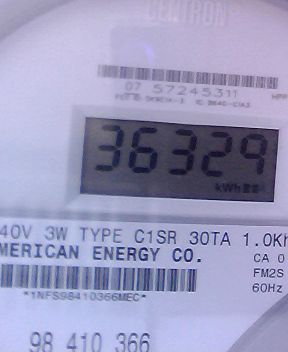 CENTRON
07 57245311
36329
kWh
40V 3W TYPE C1SR 30TA 1.0Kh
MERICAN ENERGY CO.
CA 0
FM2S
60Hz
*1NFS98410366MEC*
98 410 366